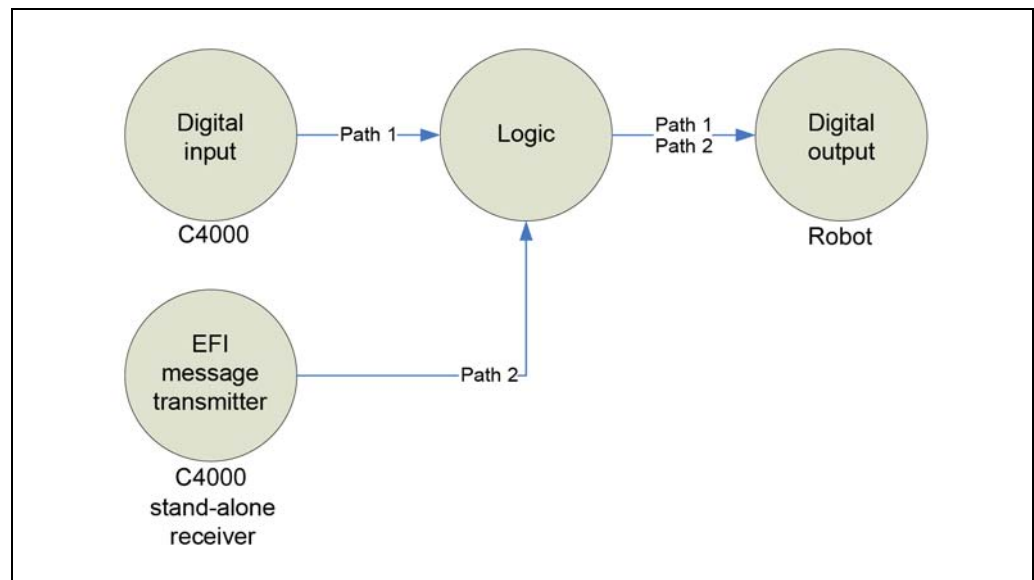 Digital
input
C4000
Path 1
Logic
Path 1
Path 2
Digital
output
Robot
EFI
message
transmitter
C4000
stand-alone
receiver
Path 2